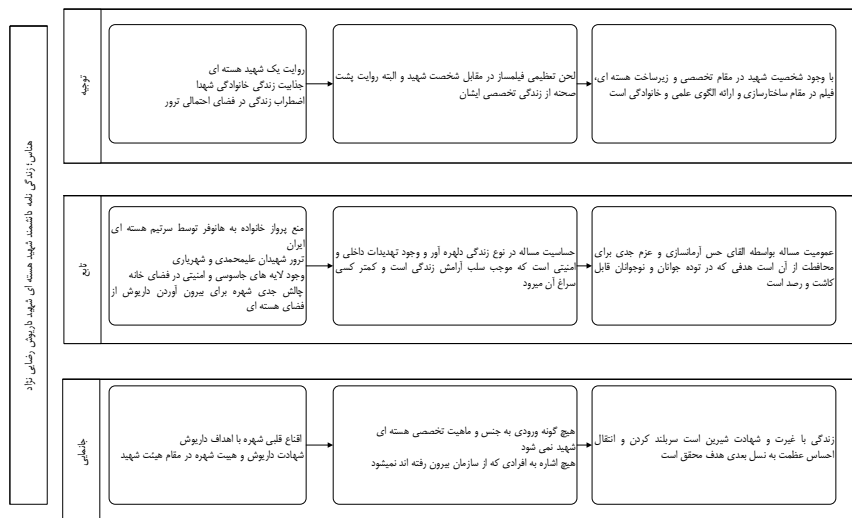 هناس؛ زندگی نامه دانشمند شهید هسته ای شهید داریوش رضایی نژاد
توجیه
روایت یک شهید هسته ای
جذابیت زندگی خانوادگی شهدا
اضطراب زندگی در فضای احتمالی ترور
لحن تعظیمی فیلمساز در مقابل شخصت شهید و البته روایت پشت
صحنه از زندگی تخصصی ایشان
با وجود شخصیت شهید در مقام تخصصی و زیرساخت هسته ای،
فیلم در مقام ساختارسازی و ارائه الگوی علمی و خانوادگی است
تابع
منع پرواز خانواده به هانوفر توسط سرتیم هسته ای
ایران
ترور شهیدان علیمحمدی و شهریاری
وجود لایه های جاسوسی و امنیتی در فضای خانه
چالش جدی شهره برای بیرون آوردن داریوش از
فضای هسته ای
حساسیت مساله در نوع زندگی دلهره آور و وجود تهدیدات داخلی و
امنیتی است که موجب سلب آرامش زندگی است و کمتر کسی
سراغ آن میرود
عمومیت مساله بواسطه القای حس آرمانسازی و عزم جدی برای
محافظت از آن است هدفی که در توده جوانان و نوجوانان قابل
کاشت و رصد است
جانمایی
اقناع قلبی شهره با اهداف داریوش
شهادت داریوش و هیبت شهره در مقام هیئت شهید
هیچ گونه ورودی به جنس و ماهیت تخصصی هسته ای
شهید نمی شود
هیچ اشاره به افرادی که از سازمان بیرون رفته اند نمیشود
زندگی با غیرت و شهادت شیرین است سربلند کردن و انتقال
احساس عظمت به نسل بعدی هدف محقق است